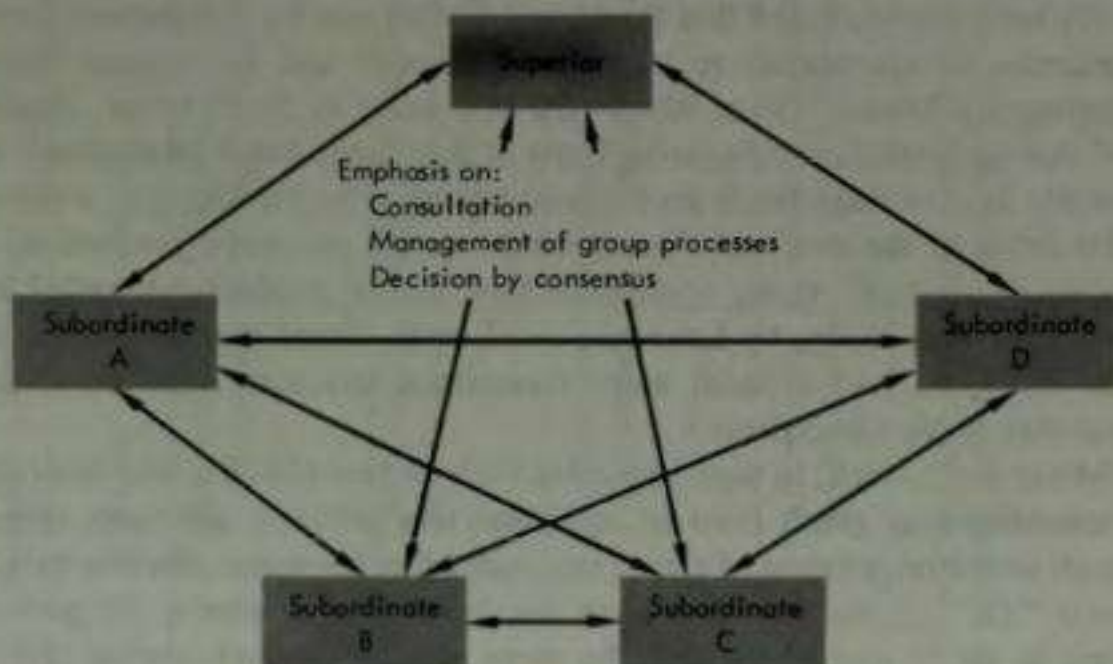 Superior
Emphasis on:
Consultation
Management of group processes
Decision by consensus
Subordinate
A
Subordinate
D
Subordinate
B
Subordinate
C